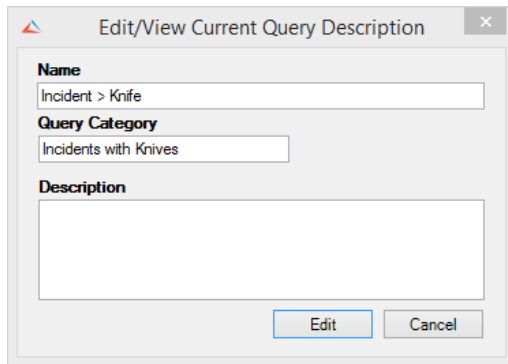 Edit/View Current Query Description
Name
Incident > Knife
Query Category
Incidents with Knives
Description
Edit Cancel